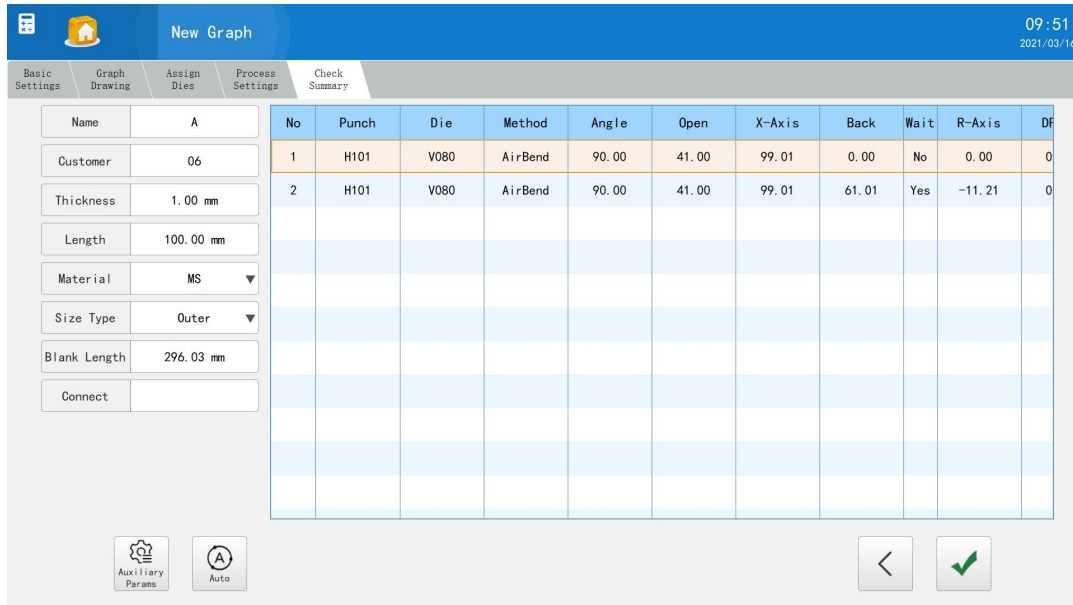 New Graph
09:51
2021/03/16
Basic Settings
Graph Drawing
Assign Dies
Process Settings
Check Summary
Name A
Customer 06
Thickness 1.00 mm
Length 100.00 mm
Material MS
Size Type Outer
Blank Length 296.03 mm
Connect
No Punch Die Method Angle Open X-Axis Back Wait R-Axis
1 H101 V080 AirBend 90.00 41.00 99.01 0.00 No 0.00 0
2 H101 V080 AirBend 90.00 41.00 99.01 61.01 Yes -11.21 0
Auxiliary
Params
A
Auto